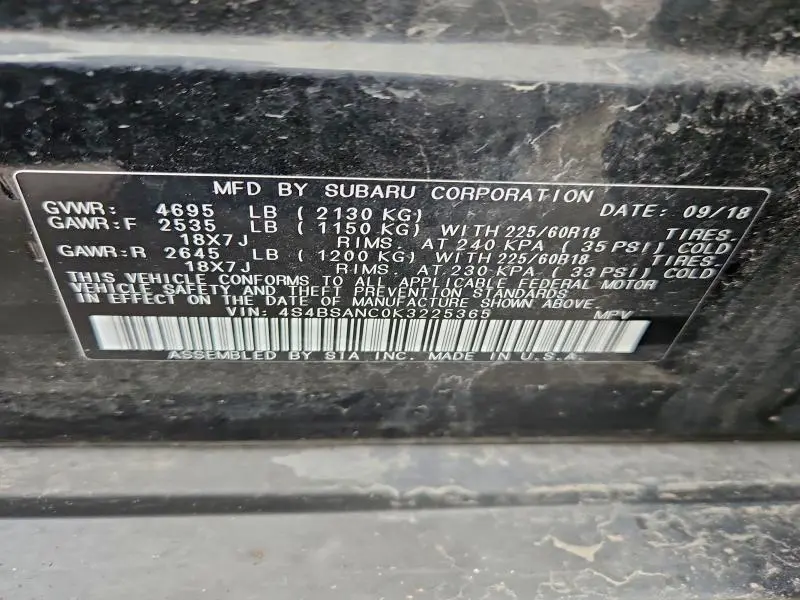 MFD BY SUBARU CORPORATION
GVWR: 4695 LB ( 2130 KG) DATE: 09/18
GAWR:F 2535 LB ( 1150 KG) WITH 225/60R18 TIRES.
18X7J RIMS. AT 240 KPA ( 35 PSI) COLD
GAWR:R 2645 LB ( 1200 KG) WITH 225/60R18 TIRES.
18X7J RIMS. AT 230 KPA ( 33 PSI) COLD
THIS VEHICLE CONFORMS TO ALL APPLICABLE FEDERAL MOTOR
VEHICLE SAFETY AND THEFT PREVENTION STANDARDS
IN EFFECT ON THE DATE OF MANUFACTURE SHOWN ABOVE.
VIN: 4S4BSANC0K3225365 MPV
ASSEMBLED BY SIA INC. MADE IN U.S.A.